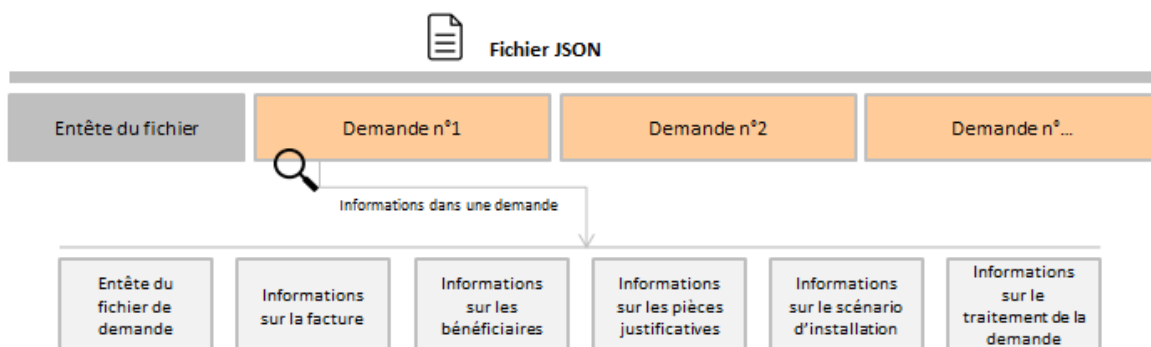 Fichier JSON
Entête du fichier
Demande n°1
Demande n°2
Demande n°...
Informations dans une demande
Entête du
fichier de
demande
Informations
sur la facture
Informations
sur les
bénéficiaires
Informations
sur les pièces
justificatives
Informations
sur le scénario
d'installation
Informations
sur le
traitement de la
demande